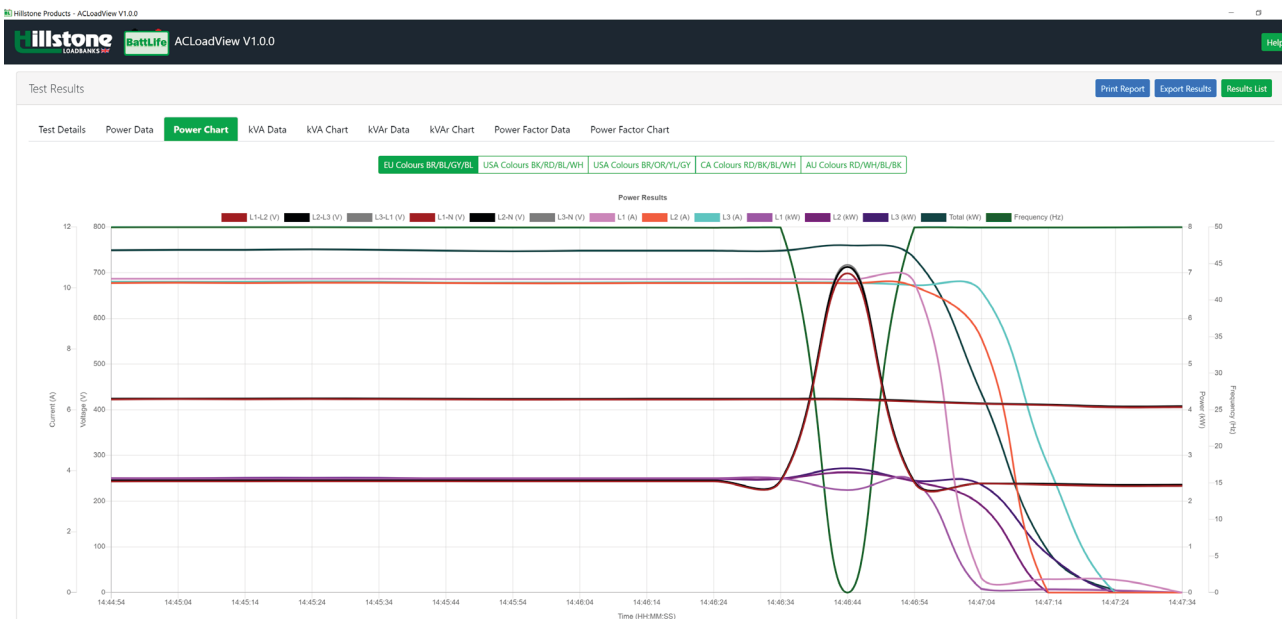 Hillstone Products - ACLoadView V1.0.0
Hillstone
LOADBANKS
BattLife
ACLoadView V1.0.0
Help
Test Results
Print Report
Export Results
Results List
Test Details Power Data Power Chart kVA Data kVA Chart kVAr Data kVAr Chart Power Factor Data Power Factor Chart
EU Colours BR/BL/GY/BL USA Colours BK/RD/BL/WH USA Colours BR/OR/YL/GY CA Colours RD/BK/BL/WH AU Colours RD/WH/BL/BK
Power Results
L1-L2 (V) L2-L3 (V) L3-L1 (V) L1-N (V) L2-N (V) L3-N (V) L1 (A) L2 (A) L3 (A) L1 (kW) L2 (kW) L3 (kW) Total (kW) Frequency (Hz)
Current (A)
12
10
8
6
4
2
0
Voltage (V)
800
700
600
500
400
300
200
100
0
Power (kW)
8
7
6
5
4
3
2
1
0
Frequency (Hz)
50
45
40
35
30
25
20
15
10
5
0
14:44:54 14:45:04 14:45:14 14:45:24 14:45:34 14:45:44 14:45:54 14:46:04 14:46:14 14:46:24 14:46:34 14:46:44 14:46:54 14:47:04 14:47:14 14:47:24 14:47:34
Time (HH:MM:SS)